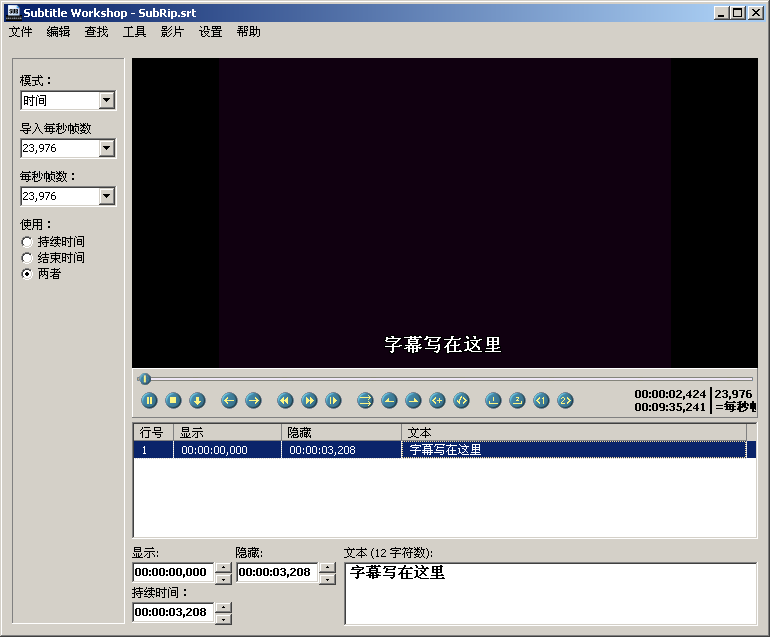 Subtitle Workshop - SubRip.srt
文件 编辑 查找 工具 影片 设置 帮助
模式：
时间
导入每秒帧数
23,976
每秒帧数：
23,976
使用：
持续时间
结束时间
两者
字幕写在这里
00:00:02,424 23,976
00:09:35,241 =每秒帧
行号 显示 隐藏 文本
1 00:00:00,000 00:00:03,208 字幕写在这里
显示: 隐藏: 文本 (12 字符数):
00:00:00,000 00:00:03,208 字幕写在这里
持续时间：
00:00:03,208